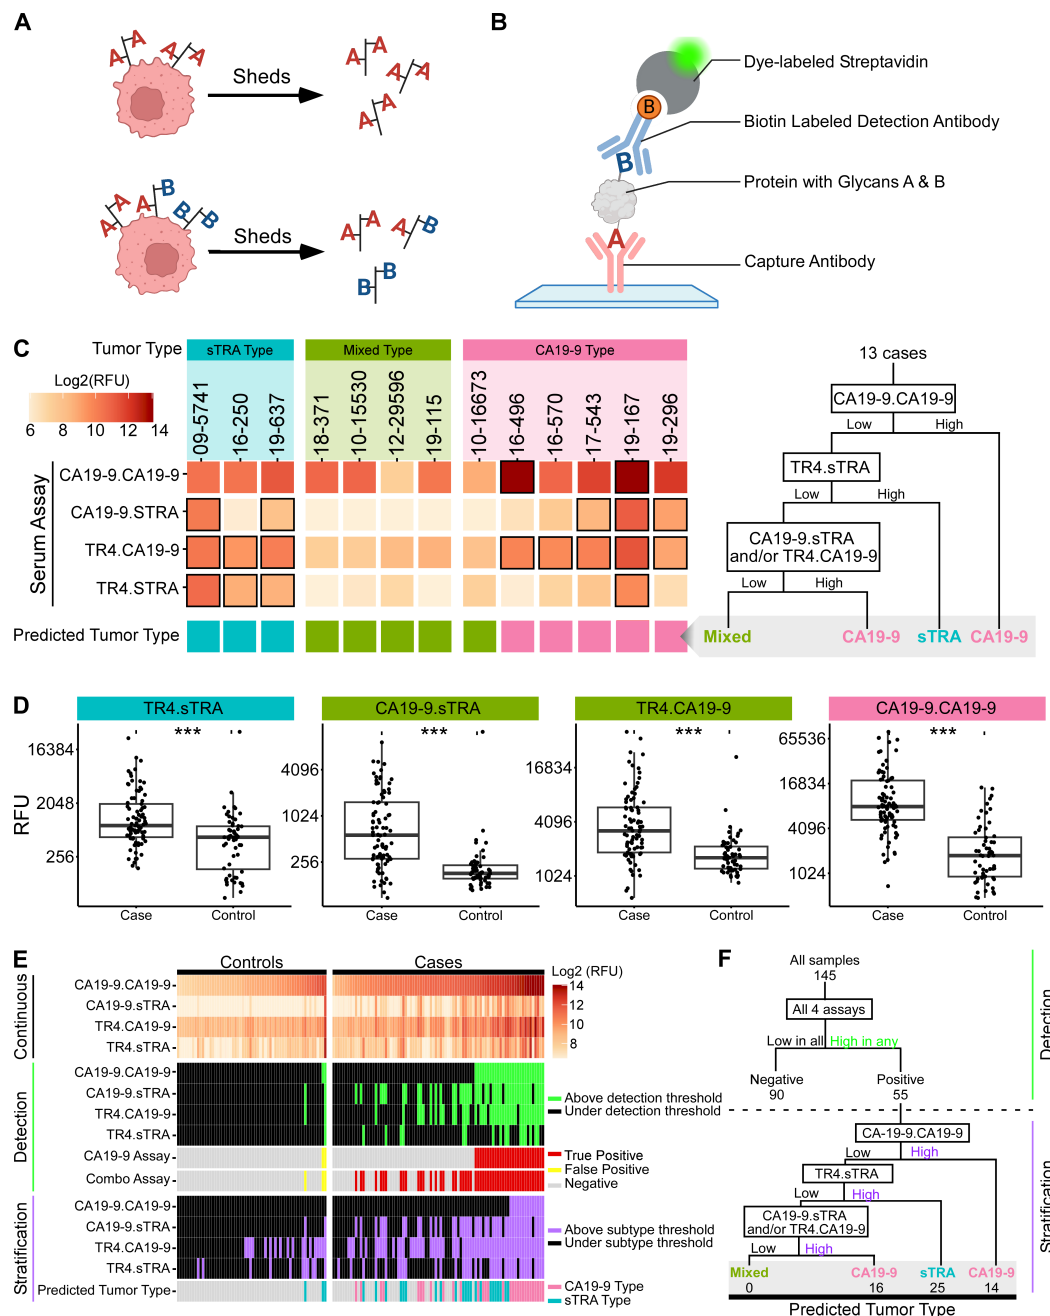 A
A A A A
Sheds
A A A A A A
A A A B B B
Sheds
A A A B B B
B
B
B
A
Dye-labeled Streptavidin
Biotin Labeled Detection Antibody
Protein with Glycans A & B
Capture Antibody
C
Tumor Type
sTRA Type
Mixed Type
CA19-9 Type
Log2(RFU)
6 8 10 12 14
09-5741
16-250
19-637
18-371
10-15530
12-29596
19-115
10-16673
16-496
16-570
17-543
19-167
19-296
Serum Assay
CA19-9.CA19-9
CA19-9.STRA
TR4.CA19-9
TR4.STRA
Predicted Tumor Type
13 cases
CA19-9.CA19-9
Low High
TR4.sTRA
Low High
CA19-9.sTRA
and/or TR4.CA19-9
Low High
Mixed CA19-9 sTRA CA19-9
D
TR4.sTRA
CA19-9.sTRA
TR4.CA19-9
CA19-9.CA19-9
RFU
***
16384
2048
256
Case Control
***
4096
1024
256
Case Control
***
16834
4096
1024
Case Control
***
65536
16834
4096
1024
Case Control
E
Controls Cases
Continuous
CA19-9.CA19-9
CA19-9.sTRA
TR4.CA19-9
TR4.sTRA
Log2 (RFU)
14
12
10
8
Detection
CA19-9.CA19-9
CA19-9.sTRA
TR4.CA19-9
TR4.sTRA
Above detection threshold
Under detection threshold
CA19-9 Assay
Combo Assay
True Positive
False Positive
Negative
Stratification
CA19-9.CA19-9
CA19-9.sTRA
TR4.CA19-9
TR4.sTRA
Above subtype threshold
Under subtype threshold
Predicted Tumor Type
CA19-9 Type
sTRA Type
F
All samples
145
All 4 assays
Low in all High in any
Negative Positive
90 55
Detection
CA-19-9.CA19-9
Low High
TR4.sTRA
Low High
CA19-9.sTRA
and/or TR4.CA19-9
Low High
Mixed CA19-9 sTRA CA19-9
0 16 25 14
Predicted Tumor Type
Stratification